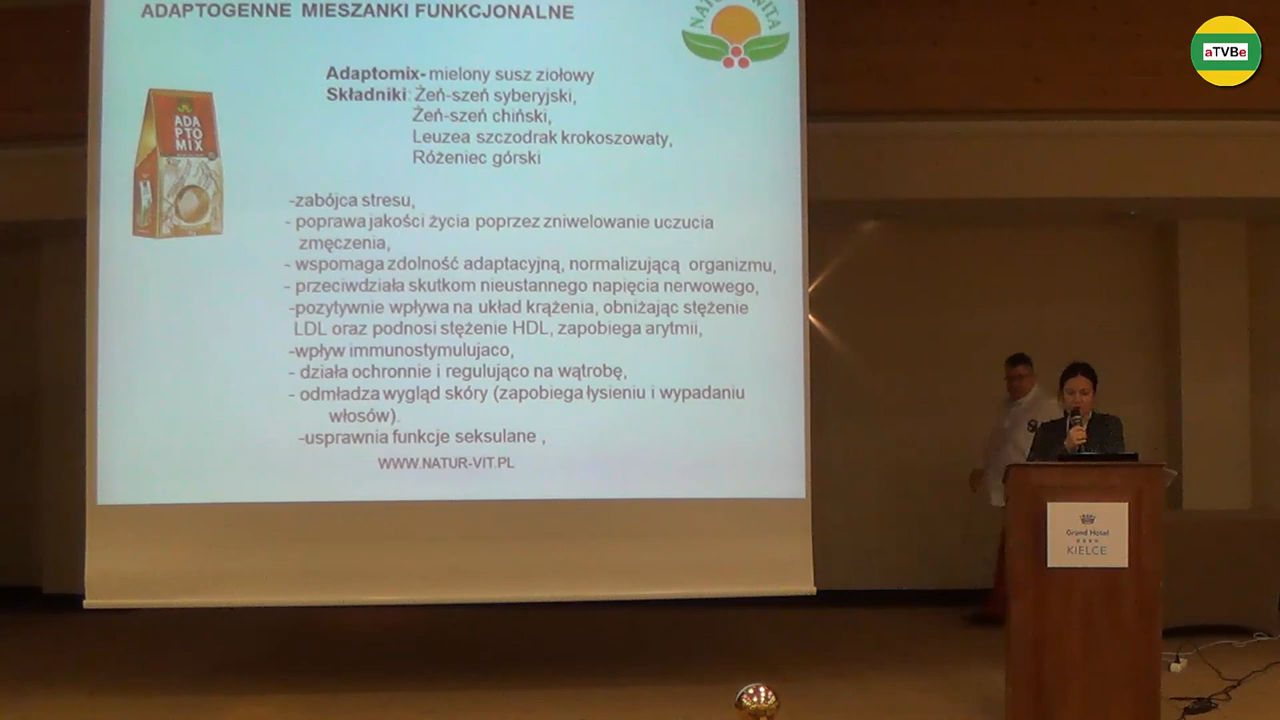 ADAPTOGENNE MIESZANKI FUNKCJONALNE
aTVBe
Adaptomix- mielony susz ziołowy
Składniki: Żeń-szeń syberyjski,
Żeń-szeń chiński,
Leuzea szczodrak krokoszowaty,
Różeniec górski
ADA
PTO
MIX
-zabójca stresu,
- poprawa jakości życia poprzez zniwelowanie uczucia
zmęczenia,
- wspomaga zdolność adaptacyjną, normalizującą organizmu,
- przeciwdziała skutkom nieustannego napięcia nerwowego,
-pozytywnie wpływa na układ krążenia, obniżając stężenie
LDL oraz podnosi stężenie HDL, zapobiega arytmii,
-wpływ immunostymulujaco,
- działa ochronnie i regulująco na wątrobę,
- odmładza wygląd skóry (zapobiega łysieniu i wypadaniu
włosów).
-usprawnia funkcje seksulane ,
WWW.NATUR-VIT.PL
Grand Hotel
KIELCE